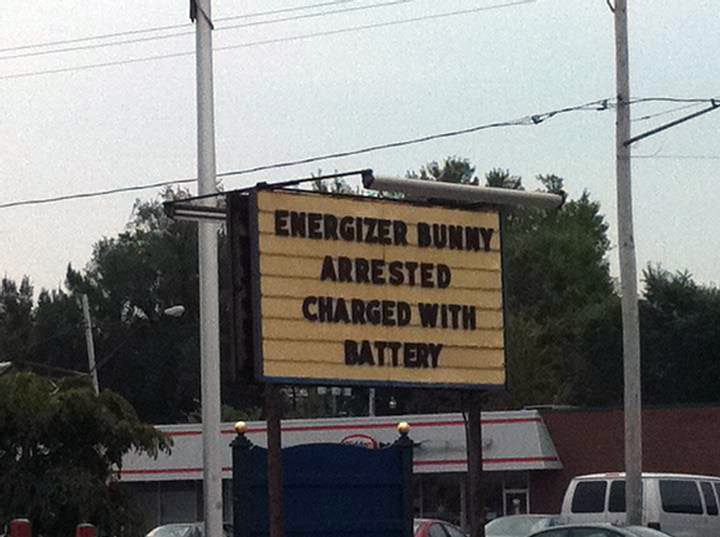 ENERGIZER BUNNY
ARRESTED
CHARGED WITH
BATTERY